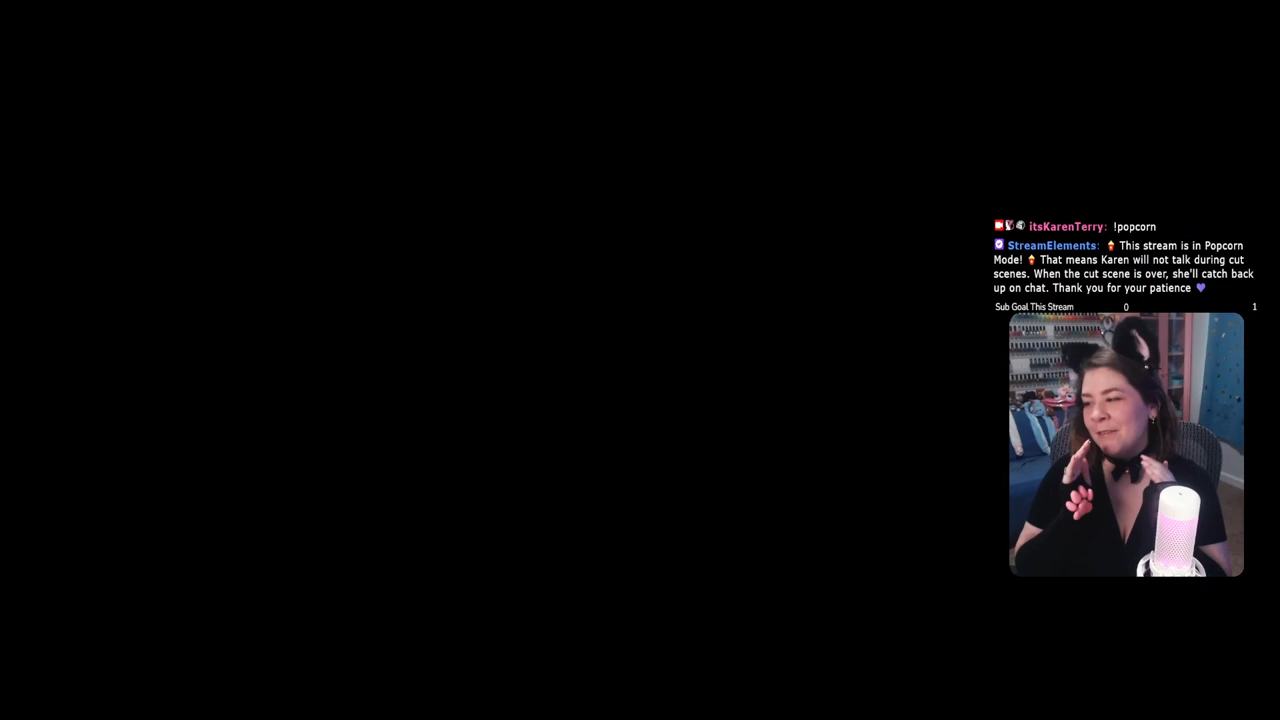 itsKarenTerry: !popcorn
StreamElements: 🍿 This stream is in Popcorn
Mode! 🍿 That means Karen will not talk during cut
scenes. When the cut scene is over, she'll catch back
up on chat. Thank you for your patience 💜
Sub Goal This Stream 0 1